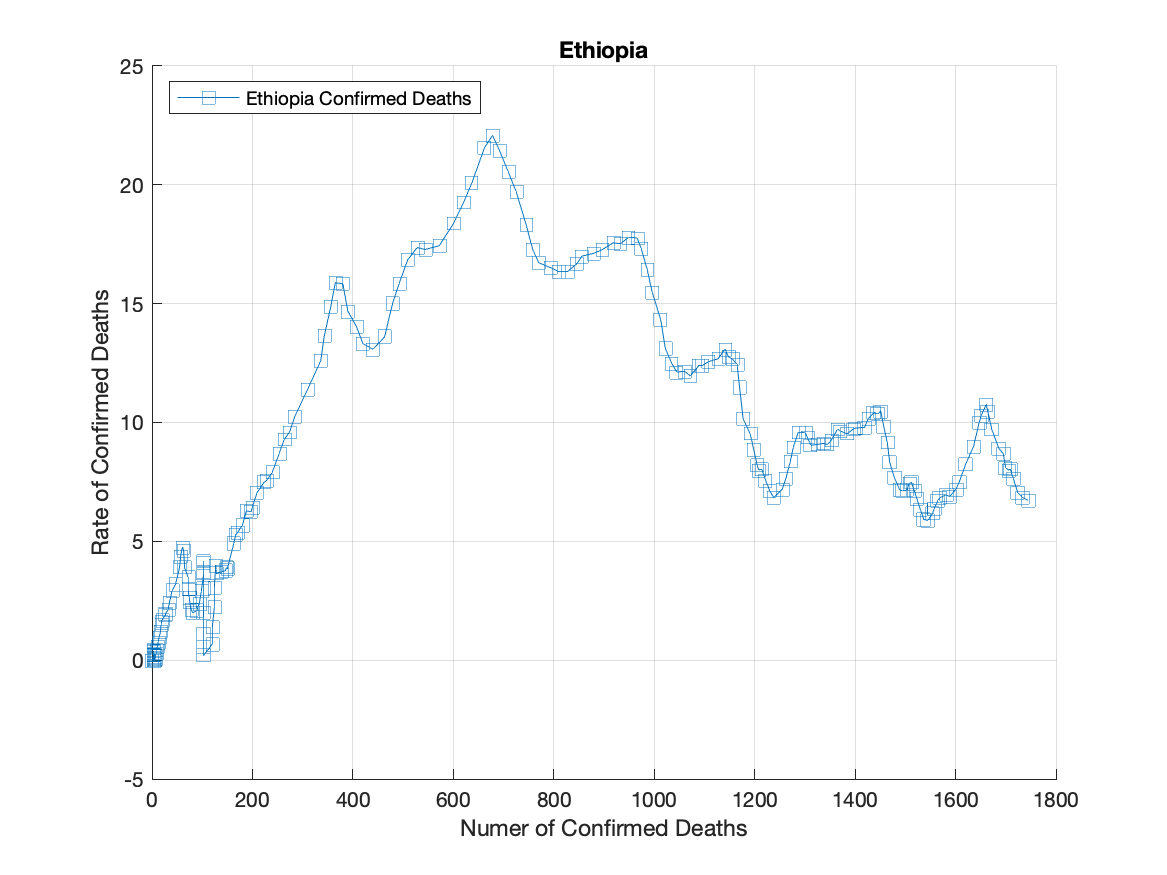 Ethiopia
Ethiopia Confirmed Deaths
25
20
15
10
5
0
-5
Rate of Confirmed Deaths
0 200 400 600 800 1000 1200 1400 1600 1800
Numer of Confirmed Deaths